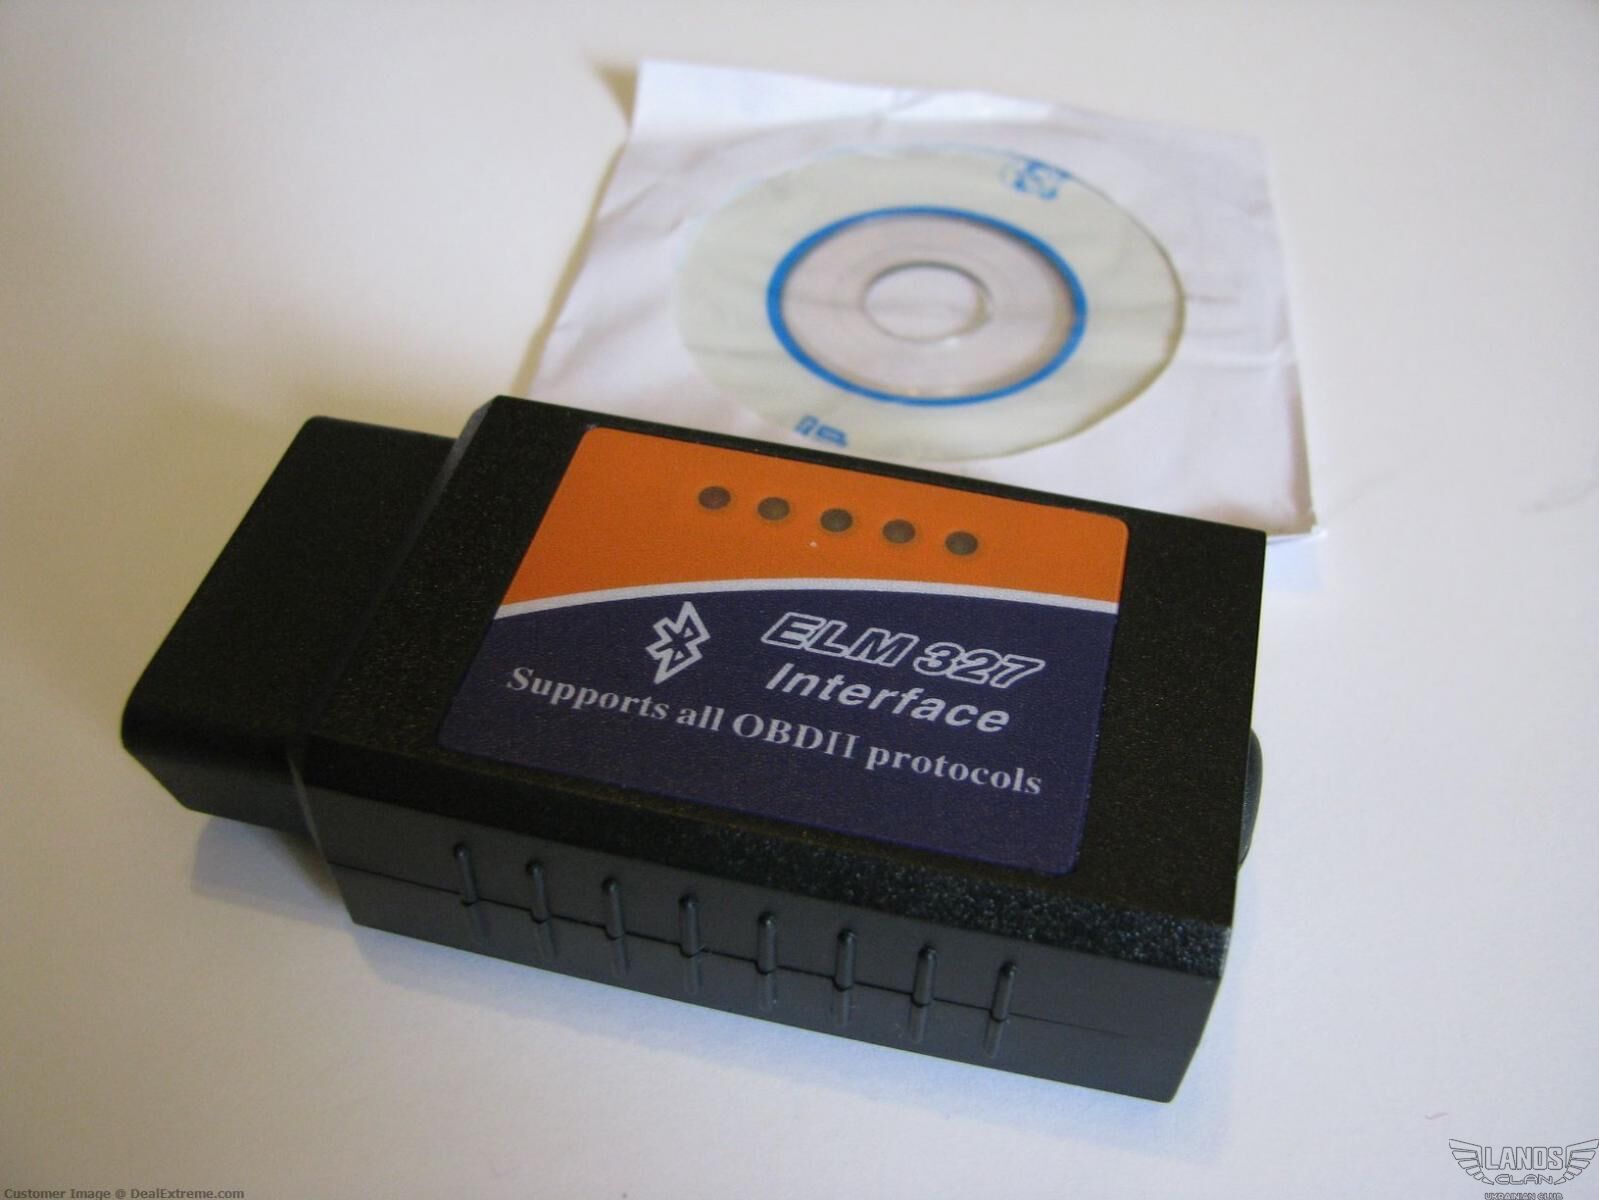 ELM 327
Interface
Supports all OBDII protocols
Customer Image @ DealExtreme.com
LANOS
CLAN
UKRAINIAN CLUB